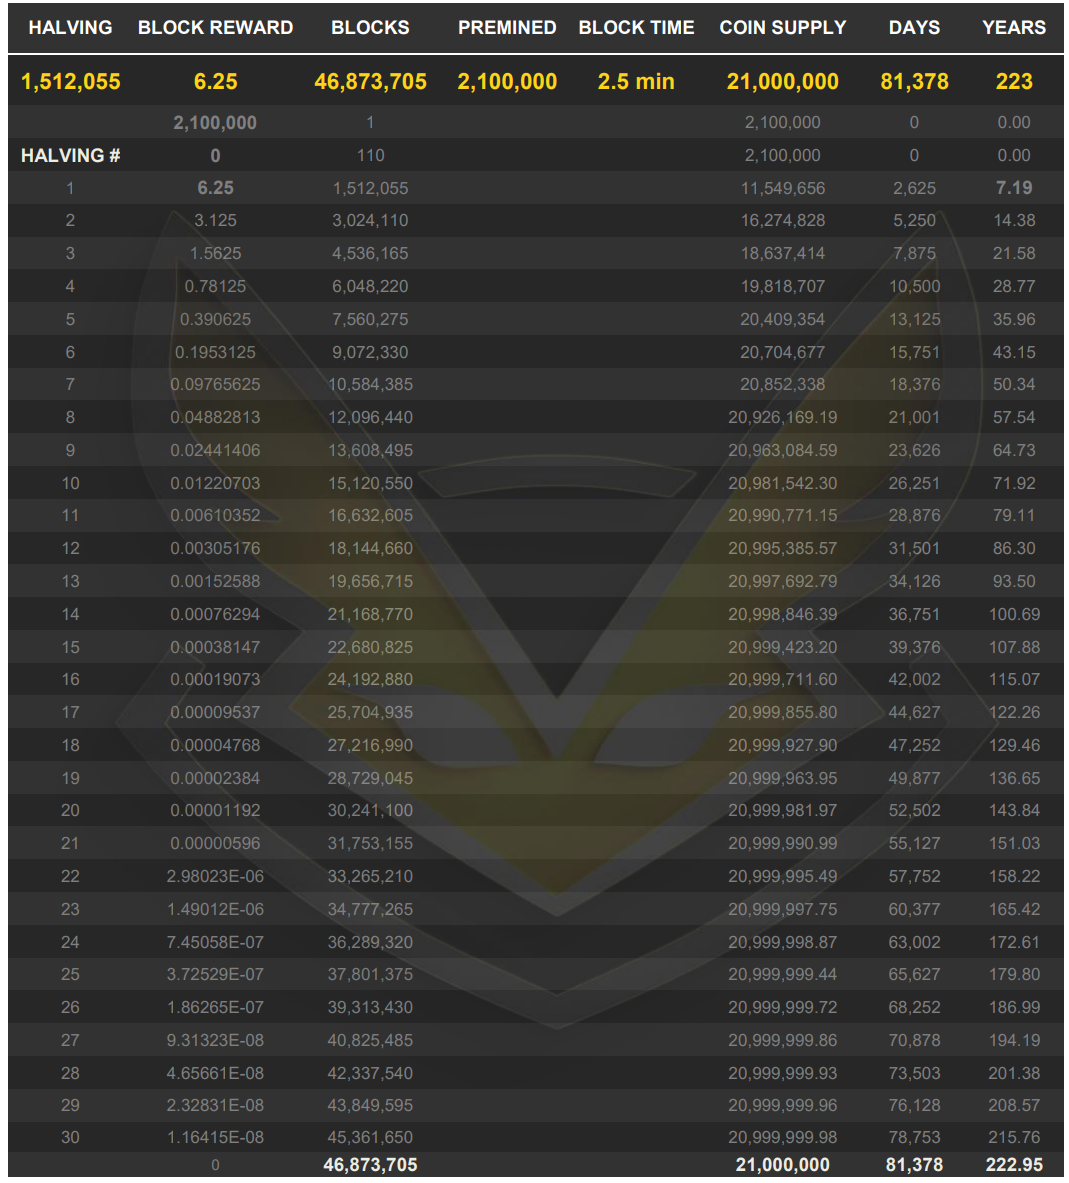 HALVING BLOCK REWARD BLOCKS PREMINED BLOCK TIME COIN SUPPLY DAYS YEARS
1,512,055 6.25 46,873,705 2,100,000 2.5 min 21,000,000 81,378 223
2,100,000 1 2,100,000 0 0.00
HALVING # 0 110 2,100,000 0 0.00
1 6.25 1,512,055 11,549,656 2,625 7.19
2 3.125 3,024,110 16,274,828 5,250 14.38
3 1.5625 4,536,165 18,637,414 7,875 21.58
4 0.78125 6,048,220 19,818,707 10,500 28.77
5 0.390625 7,560,275 20,409,354 13,125 35.96
6 0.1953125 9,072,330 20,704,677 15,751 43.15
7 0.09765625 10,584,385 20,852,338 18,376 50.34
8 0.04882813 12,096,440 20,926,169.19 21,001 57.54
9 0.02441406 13,608,495 20,963,084.59 23,626 64.73
10 0.01220703 15,120,550 20,981,542.30 26,251 71.92
11 0.00610352 16,632,605 20,990,771.15 28,876 79.11
12 0.00305176 18,144,660 20,995,385.57 31,501 86.30
13 0.00152588 19,656,715 20,997,692.79 34,126 93.50
14 0.00076294 21,168,770 20,998,846.39 36,751 100.69
15 0.00038147 22,680,825 20,999,423.20 39,376 107.88
16 0.00019073 24,192,880 20,999,711.60 42,002 115.07
17 0.00009537 25,704,935 20,999,855.80 44,627 122.26
18 0.00004768 27,216,990 20,999,927.90 47,252 129.46
19 0.00002384 28,729,045 20,999,963.95 49,877 136.65
20 0.00001192 30,241,100 20,999,981.97 52,502 143.84
21 0.00000596 31,753,155 20,999,990.99 55,127 151.03
22 2.98023E-06 33,265,210 20,999,995.49 57,752 158.22
23 1.49012E-06 34,777,265 20,999,997.75 60,377 165.42
24 7.45058E-07 36,289,320 20,999,998.87 63,002 172.61
25 3.72529E-07 37,801,375 20,999,999.44 65,627 179.80
26 1.86265E-07 39,313,430 20,999,999.72 68,252 186.99
27 9.31323E-08 40,825,485 20,999,999.86 70,878 194.19
28 4.65661E-08 42,337,540 20,999,999.93 73,503 201.38
29 2.32831E-08 43,849,595 20,999,999.96 76,128 208.57
30 1.16415E-08 45,361,650 20,999,999.98 78,753 215.76
0 46,873,705 21,000,000 81,378 222.95